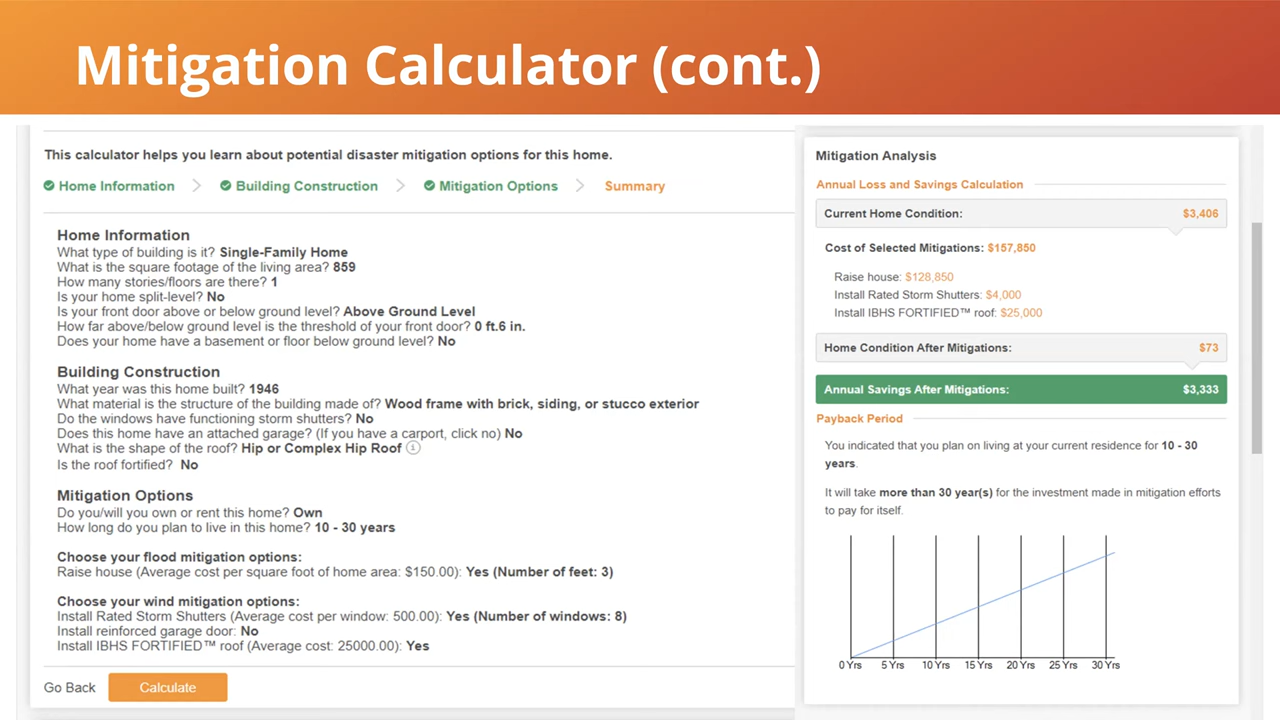 Mitigation Calculator (cont.)
This calculator helps you learn about potential disaster mitigation options for this home.
Home Information
Building Construction
Mitigation Options
Summary
Home Information
What type of building is it? Single-Family Home
What is the square footage of the living area? 859
How many stories/floors are there? 1
Is your home split-level? No
Is your front door above or below ground level? Above Ground Level
How far above/below ground level is the threshold of your front door? 0 ft.6 in.
Does your home have a basement or floor below ground level? No
Building Construction
What year was this home built? 1946
What material is the structure of the building made of? Wood frame with brick, siding, or stucco exterior
Do the windows have functioning storm shutters? No
Does this home have an attached garage? (If you have a carport, click no) No
What is the shape of the roof? Hip or Complex Hip Roof
Is the roof fortified? No
Mitigation Options
Do you/will you own or rent this home? Own
How long do you plan to live in this home? 10 - 30 years
Choose your flood mitigation options:
Raise house (Average cost per square foot of home area: $150.00): Yes (Number of feet: 3)
Choose your wind mitigation options:
Install Rated Storm Shutters (Average cost per window: 500.00): Yes (Number of windows: 8)
Install reinforced garage door: No
Install IBHS FORTIFIED™ roof (Average cost: 25000.00): Yes
Go Back
Calculate
Mitigation Analysis
Annual Loss and Savings Calculation
Current Home Condition: $3,406
Cost of Selected Mitigations: $157,850
Raise house: $128,850
Install Rated Storm Shutters: $4,000
Install IBHS FORTIFIED™ roof: $25,000
Home Condition After Mitigations: $73
Annual Savings After Mitigations: $3,333
Payback Period
You indicated that you plan on living at your current residence for 10 - 30
years.
It will take more than 30 year(s) for the investment made in mitigation efforts
to pay for itself.
0 Yrs 5 Yrs 10 Yrs 15 Yrs 20 Yrs 25 Yrs 30 Yrs